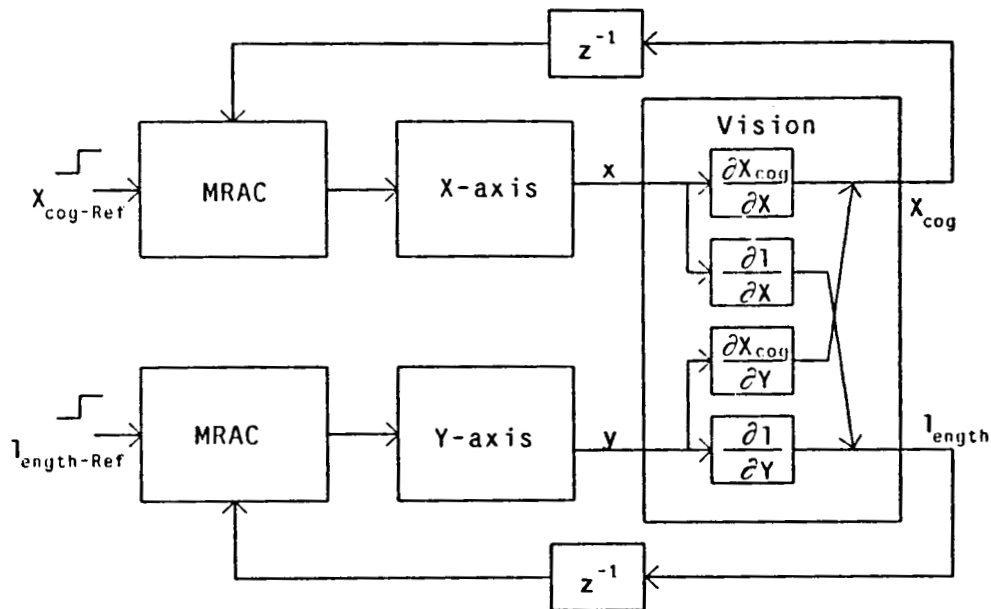 z⁻¹
Vision
X_cog-Ref
MRAC
X-axis
x
∂X_cog
∂X
X_cog
∂l
∂X
∂X_cog
∂Y
l_ength-Ref
MRAC
Y-axis
y
∂l
∂Y
l_ength
z⁻¹